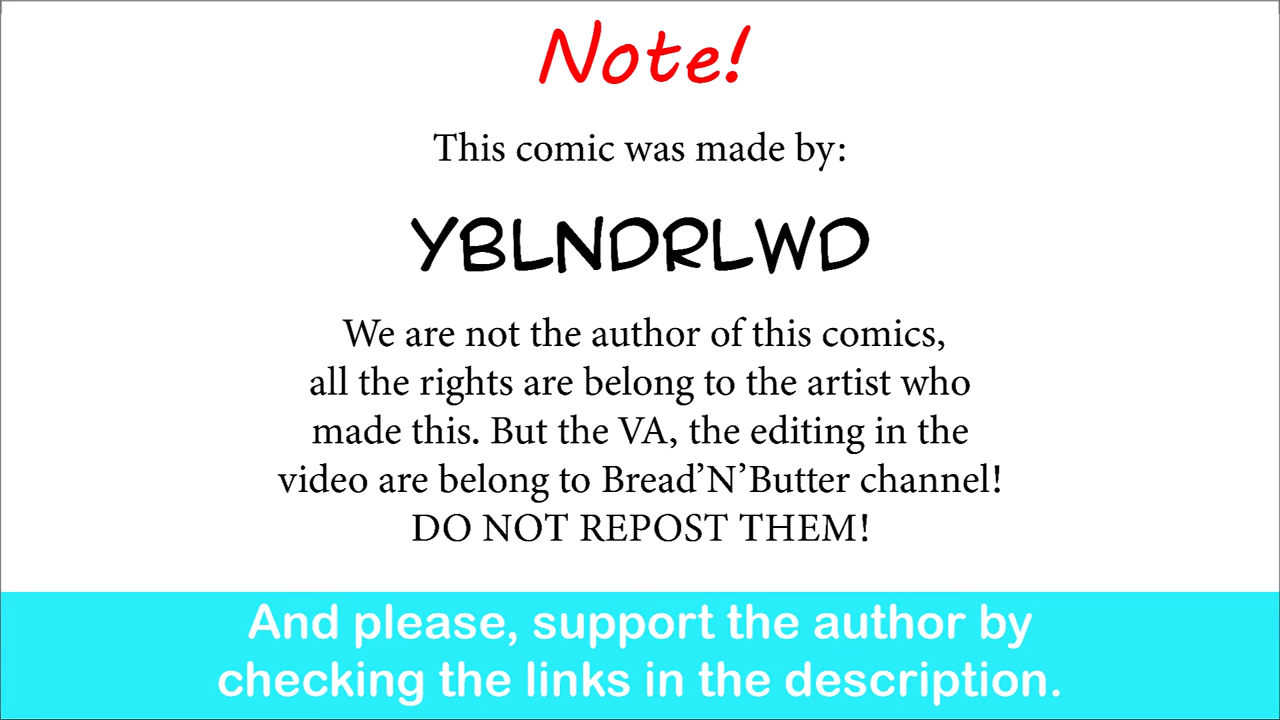 Note!
This comic was made by:
YBLNDRLWD
We are not the author of this comics,
all the rights are belong to the artist who
made this. But the VA, the editing in the
video are belong to Bread’N’Butter channel!
DO NOT REPOST THEM!
And please, support the author by
checking the links in the description.